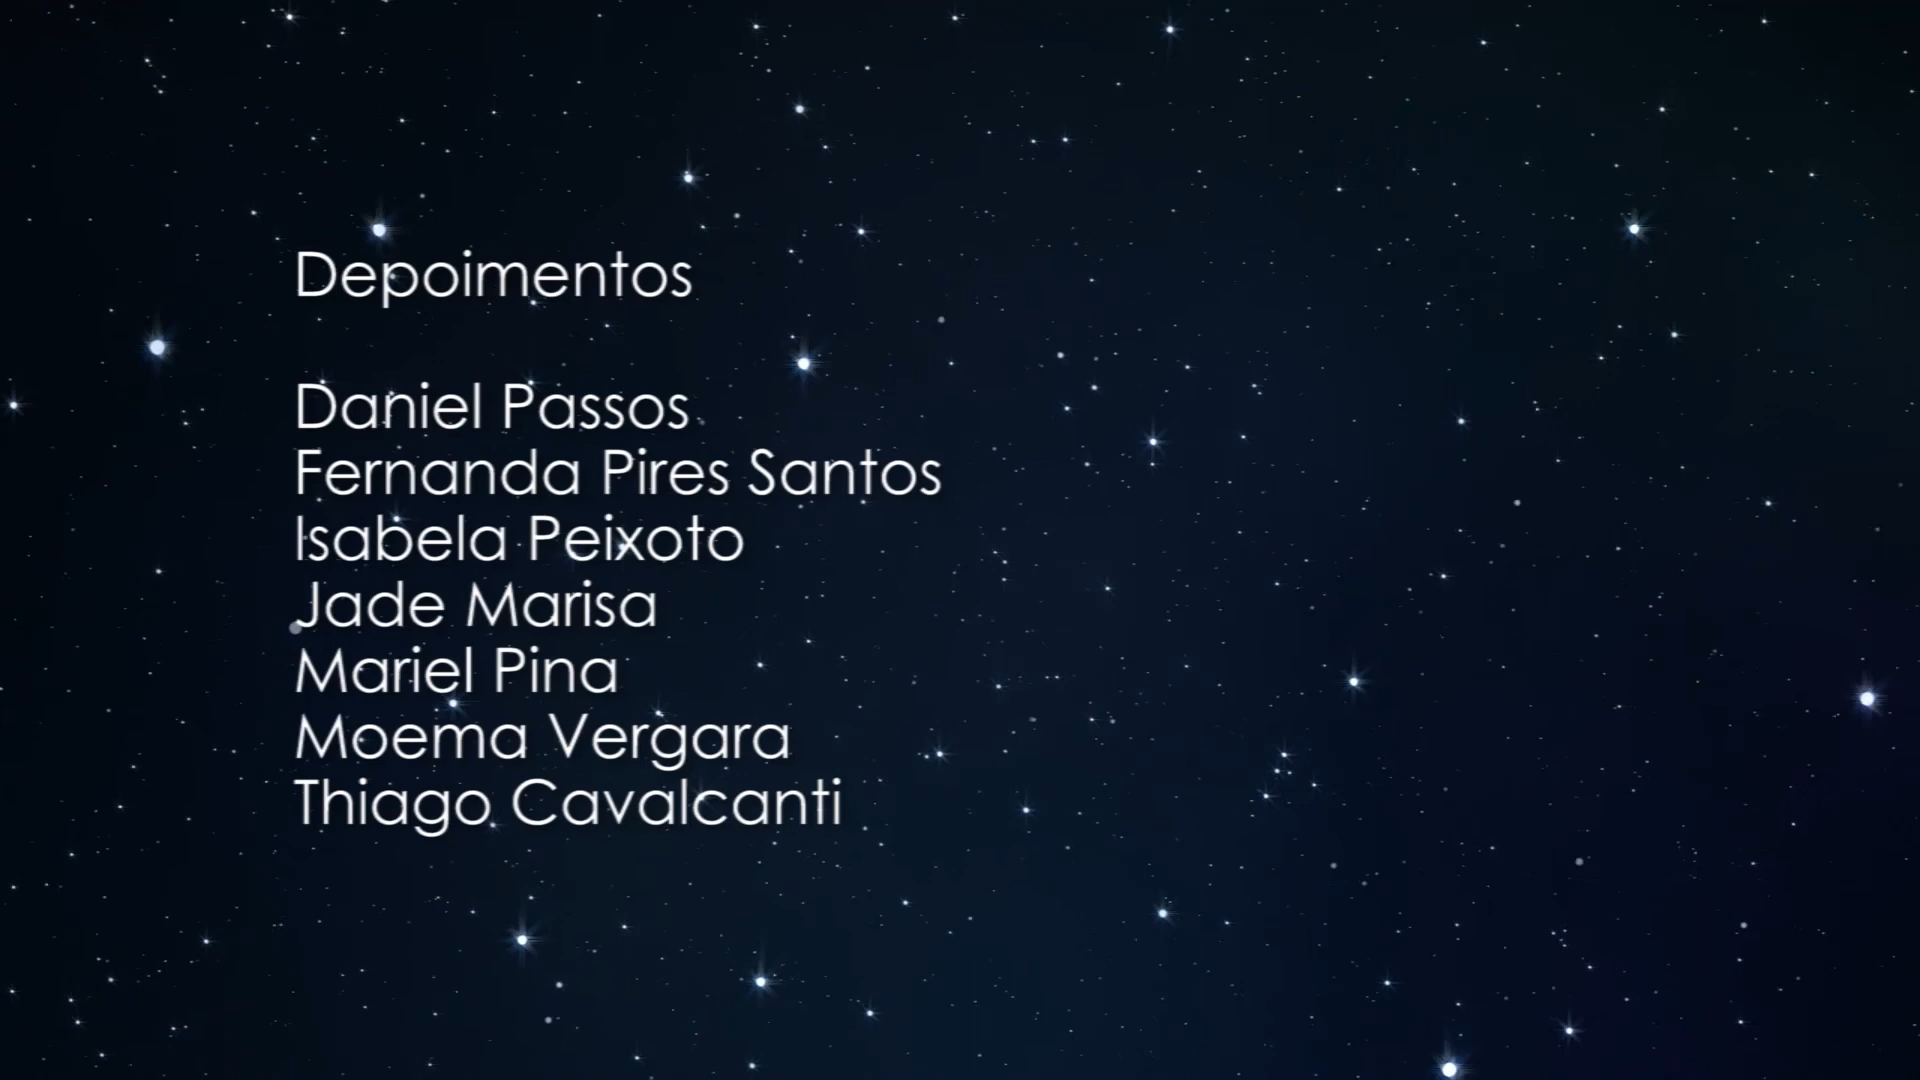 Depoimentos
Daniel Passos
Fernanda Pires Santos
Isabela Peixoto
Jade Marisa
Mariel Pina
Moema Vergara
Thiago Cavalcanti